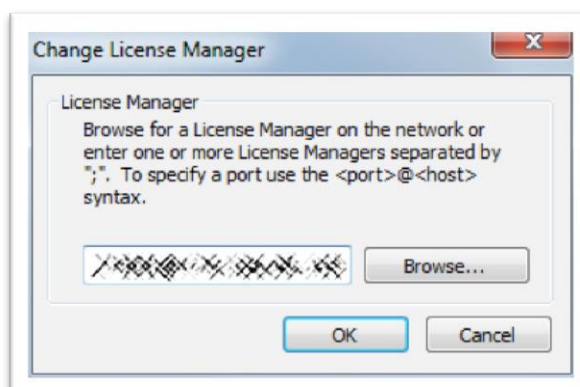 Change License Manager
License Manager
Browse for a License Manager on the network or
enter one or more License Managers separated by
";". To specify a port use the <port>@<host>
syntax.
Browse...
OK
Cancel